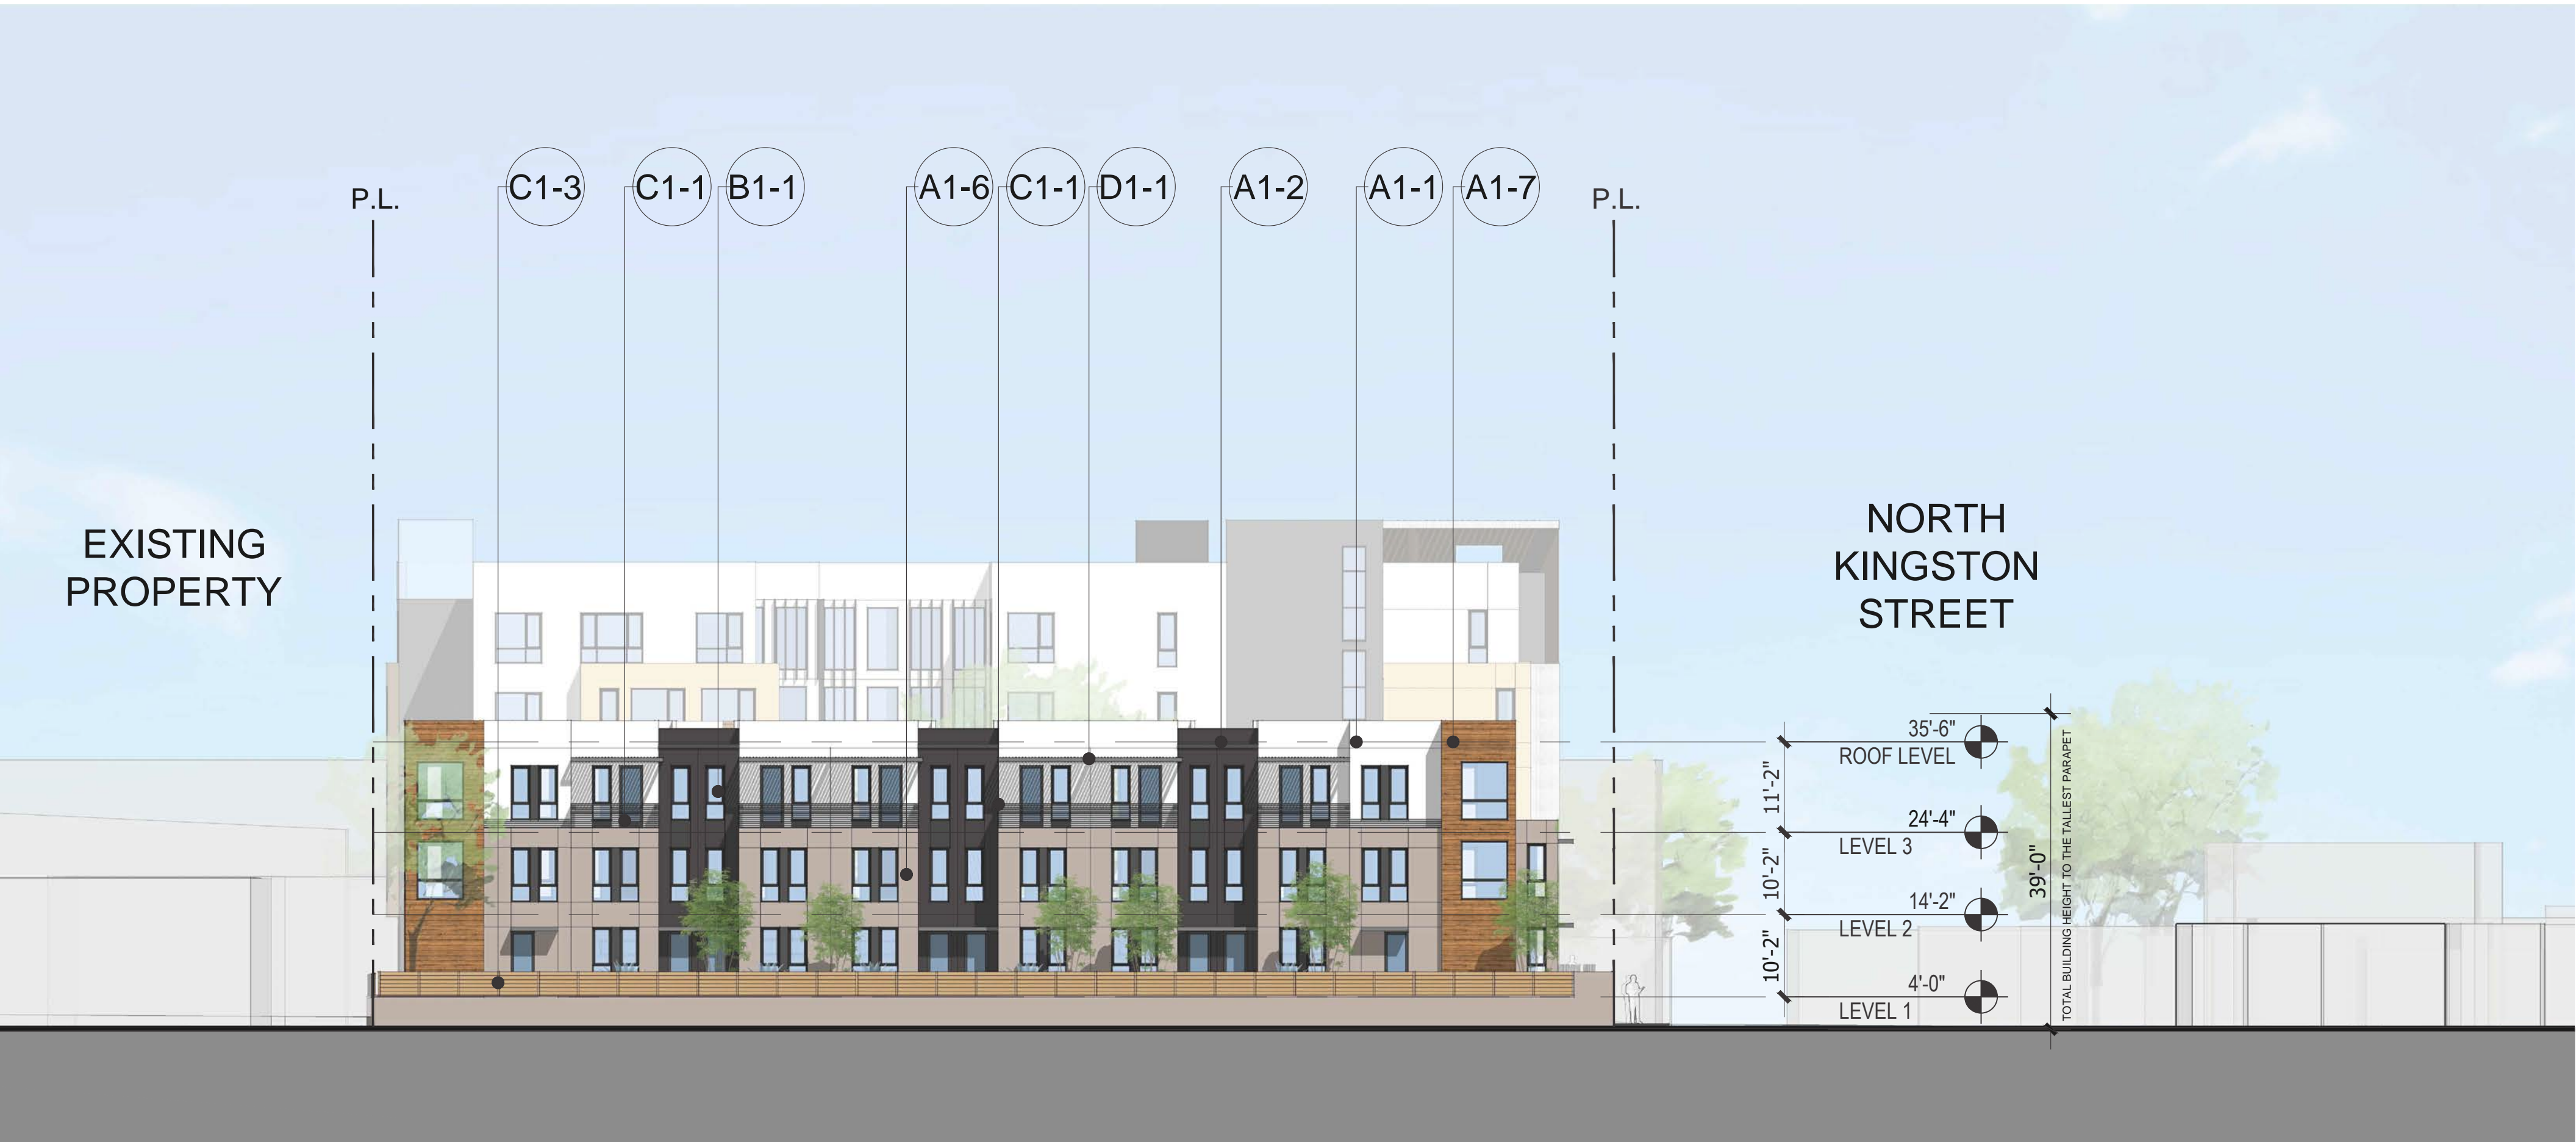 C1-3
C1-1
B1-1
A1-6
C1-1
D1-1
A1-2
A1-1
A1-7
P.L.
P.L.
EXISTING
PROPERTY
NORTH
KINGSTON
STREET
35'-6"
ROOF LEVEL
11'-2"
24'-4"
LEVEL 3
10'-2"
14'-2"
LEVEL 2
10'-2"
4'-0"
LEVEL 1
39'-0"
TOTAL BUILDING HEIGHT TO THE TALLEST PARAPET